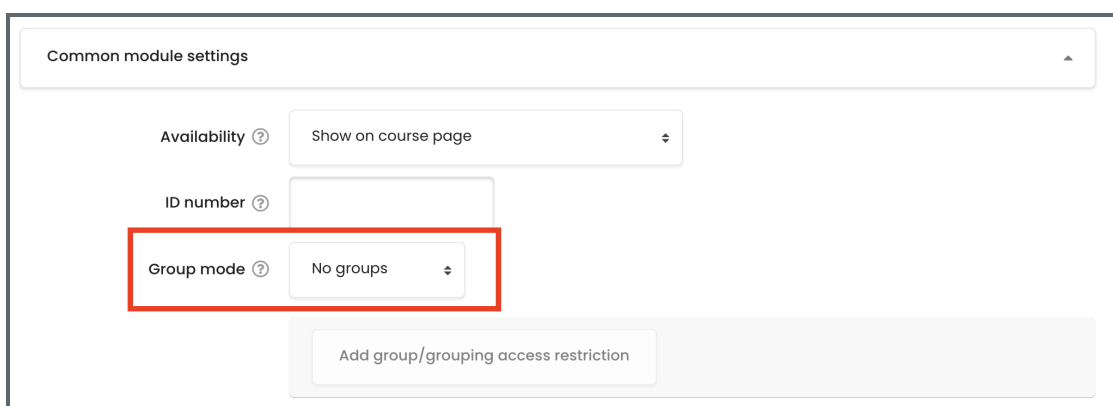 Common module settings
Availability
Show on course page
ID number
Group mode
No groups
Add group/grouping access restriction